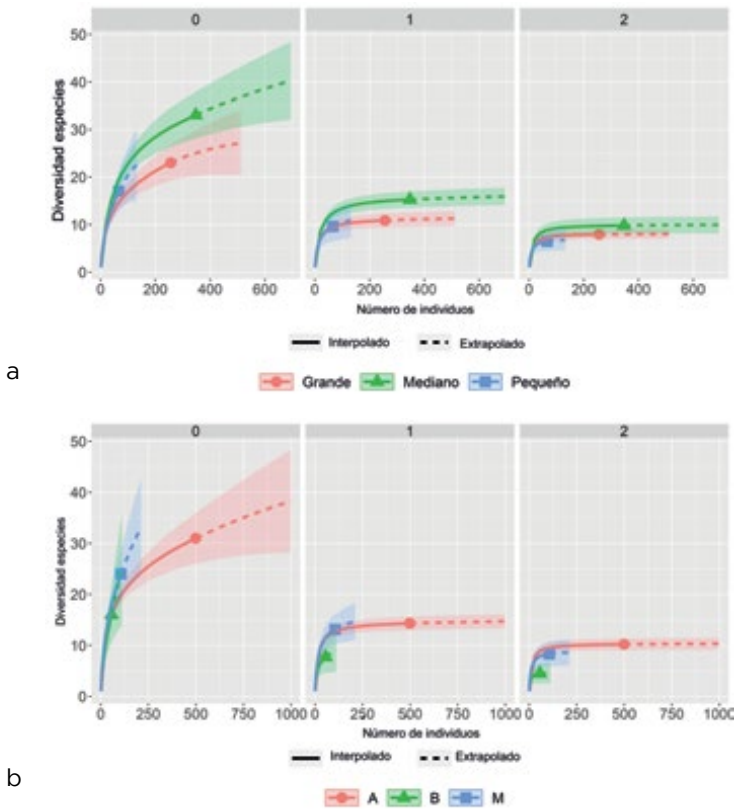 0 1 2
50
40
30
20
10
0
Diversidad especies
0 200 400 600 0 200 400 600 0 200 400 600
Número de individuos
Interpolado Extrapolado
a
Grande Mediano Pequeño
0 1 2
50
40
30
20
10
0
Diversidad especies
0 250 500 750 1000 0 250 500 750 1000 0 250 500 750 1000
Número de individuos
Interpolado Extrapolado
b
A B M